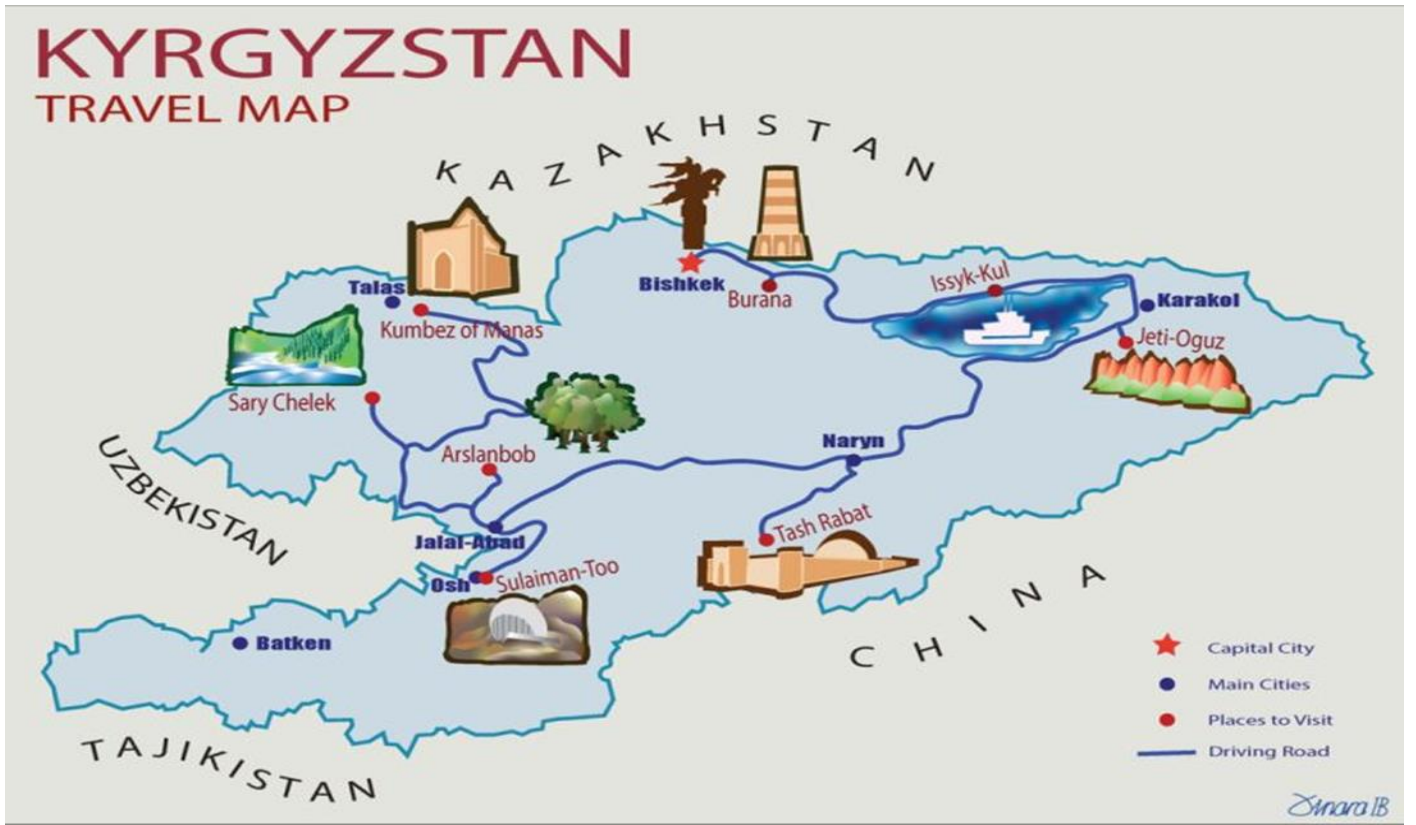 KYRGYZSTAN
TRAVEL MAP
KAZAKHSTAN
Bishkek
Burana
Issyk-Kul
Karakol
Jeti-Oguz
Talas
Kumbez of Manas
Sary Chelek
Arslanbob
Naryn
Tash Rabat
UZBEKISTAN
Jalal-Abad
Osh
Sulaiman-Too
Batken
CHINA
TAJIKISTAN
Capital City
Main Cities
Places to Visit
Driving Road